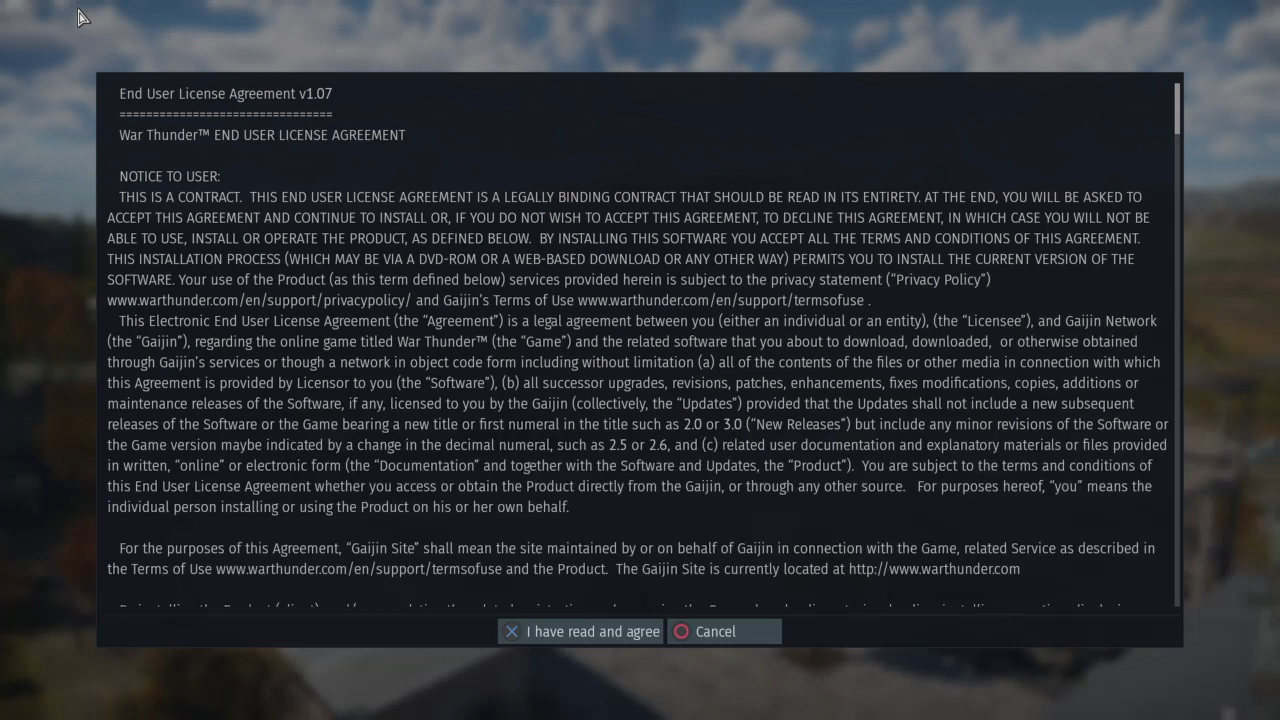 End User License Agreement v1.07
================================
War Thunder™ END USER LICENSE AGREEMENT
NOTICE TO USER:
THIS IS A CONTRACT.  THIS END USER LICENSE AGREEMENT IS A LEGALLY BINDING CONTRACT THAT SHOULD BE READ IN ITS ENTIRETY. AT THE END, YOU WILL BE ASKED TO
ACCEPT THIS AGREEMENT AND CONTINUE TO INSTALL OR, IF YOU DO NOT WISH TO ACCEPT THIS AGREEMENT, TO DECLINE THIS AGREEMENT, IN WHICH CASE YOU WILL NOT BE
ABLE TO USE, INSTALL OR OPERATE THE PRODUCT, AS DEFINED BELOW.  BY INSTALLING THIS SOFTWARE YOU ACCEPT ALL THE TERMS AND CONDITIONS OF THIS AGREEMENT.
THIS INSTALLATION PROCESS (WHICH MAY BE VIA A DVD-ROM OR A WEB-BASED DOWNLOAD OR ANY OTHER WAY) PERMITS YOU TO INSTALL THE CURRENT VERSION OF THE
SOFTWARE. Your use of the Product (as this term defined below) services provided herein is subject to the privacy statement (“Privacy Policy”)
www.warthunder.com/en/support/privacypolicy/ and Gaijin’s Terms of Use www.warthunder.com/en/support/termsofuse .
This Electronic End User License Agreement (the “Agreement”) is a legal agreement between you (either an individual or an entity), (the “Licensee”), and Gaijin Network
(the “Gaijin”), regarding the online game titled War Thunder™ (the “Game”) and the related software that you about to download, downloaded,  or otherwise obtained
through Gaijin’s services or though a network in object code form including without limitation (a) all of the contents of the files or other media in connection with which
this Agreement is provided by Licensor to you (the “Software”), (b) all successor upgrades, revisions, patches, enhancements, fixes modifications, copies, additions or
maintenance releases of the Software, if any, licensed to you by the Gaijin (collectively, the “Updates”) provided that the Updates shall not include a new subsequent
releases of the Software or the Game bearing a new title or first numeral in the title such as 2.0 or 3.0 (“New Releases”) but include any minor revisions of the Software or
the Game version maybe indicated by a change in the decimal numeral, such as 2.5 or 2.6, and (c) related user documentation and explanatory materials or files provided
in written, “online” or electronic form (the “Documentation” and together with the Software and Updates, the “Product”).  You are subject to the terms and conditions of
this End User License Agreement whether you access or obtain the Product directly from the Gaijin, or through any other source.   For purposes hereof, “you” means the
individual person installing or using the Product on his or her own behalf.
For the purposes of this Agreement, “Gaijin Site” shall mean the site maintained by or on behalf of Gaijin in connection with the Game, related Service as described in
the Terms of Use www.warthunder.com/en/support/termsofuse and the Product.  The Gaijin Site is currently located at http://www.warthunder.com
I have read and agree
Cancel